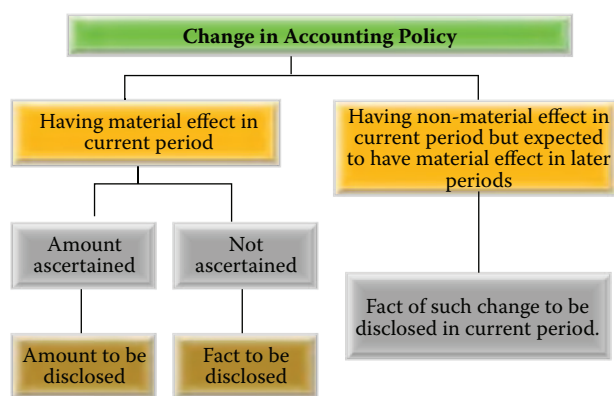 Change in Accounting Policy
Having material effect in
current period
Having non-material effect in
current period but expected
to have material effect in later
periods
Amount
ascertained
Not
ascertained
Fact of such change to be
disclosed in current period.
Amount to be
disclosed
Fact to be
disclosed